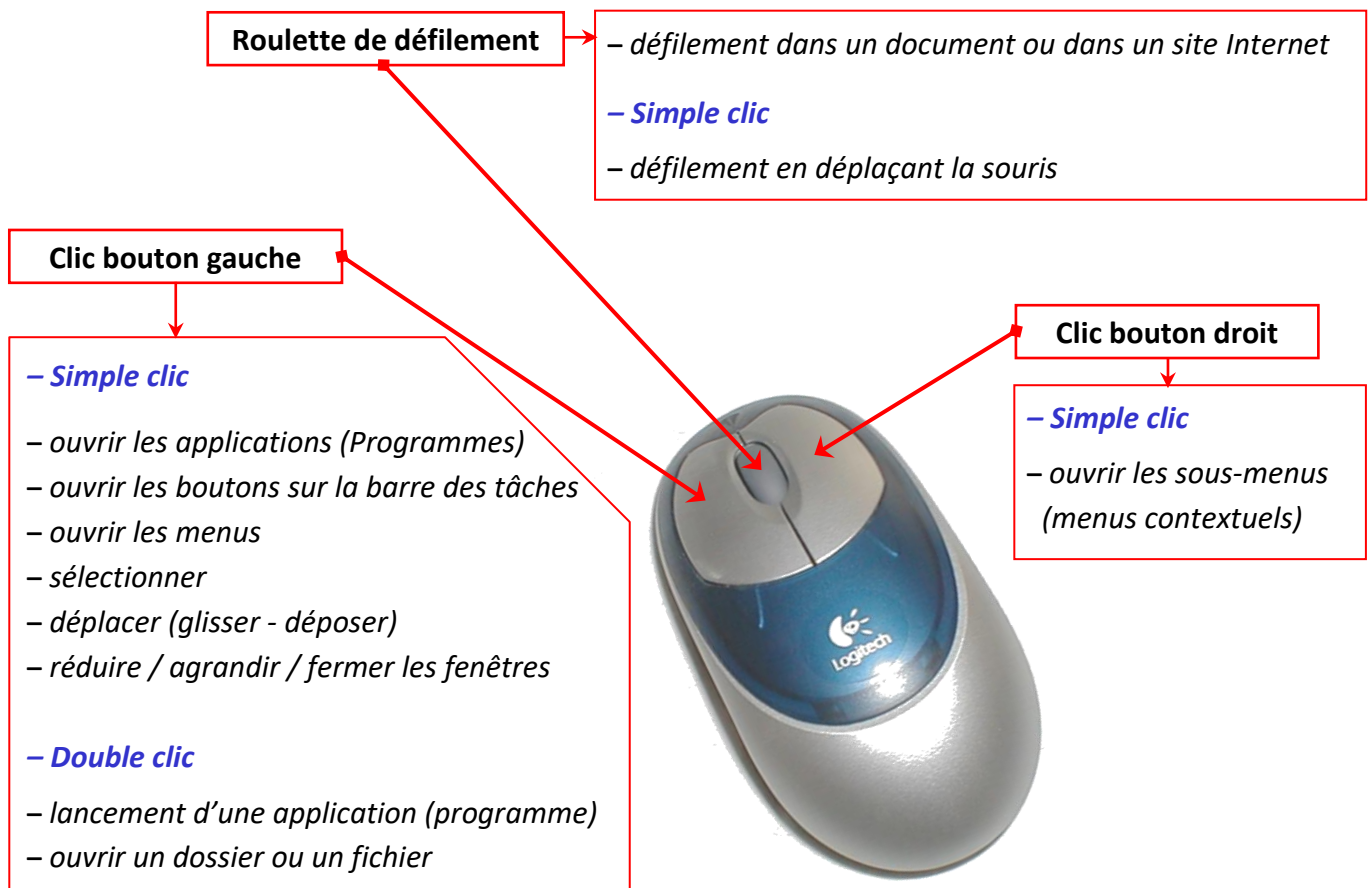 Roulette de défilement
– défilement dans un document ou dans un site Internet
– Simple clic
– défilement en déplaçant la souris
Clic bouton gauche
– Simple clic
– ouvrir les applications (Programmes)
– ouvrir les boutons sur la barre des tâches
– ouvrir les menus
– sélectionner
– déplacer (glisser - déposer)
– réduire / agrandir / fermer les fenêtres
– Double clic
– lancement d’une application (programme)
– ouvrir un dossier ou un fichier
Clic bouton droit
– Simple clic
– ouvrir les sous-menus
(menus contextuels)
Logitech